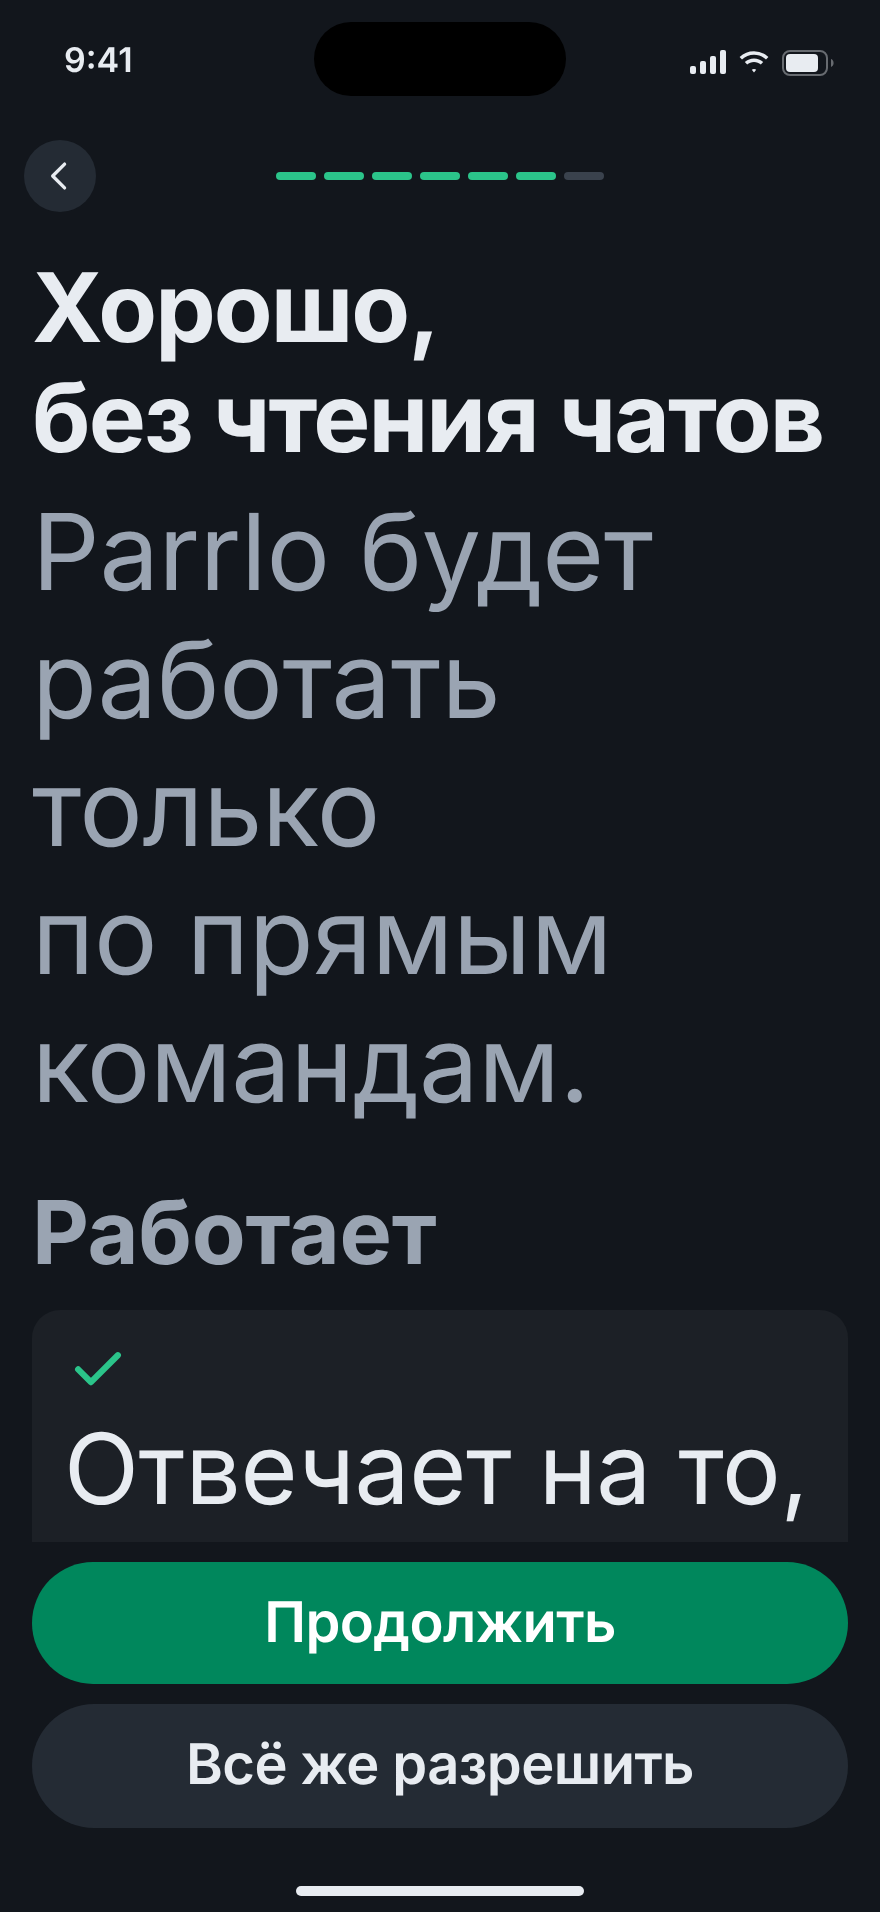 9:41
Хорошо,
без чтения чатов
Parrlo будет
работать
только
по прямым
командам.
Работает
Отвечает на то,
Продолжить
Всё же разрешить